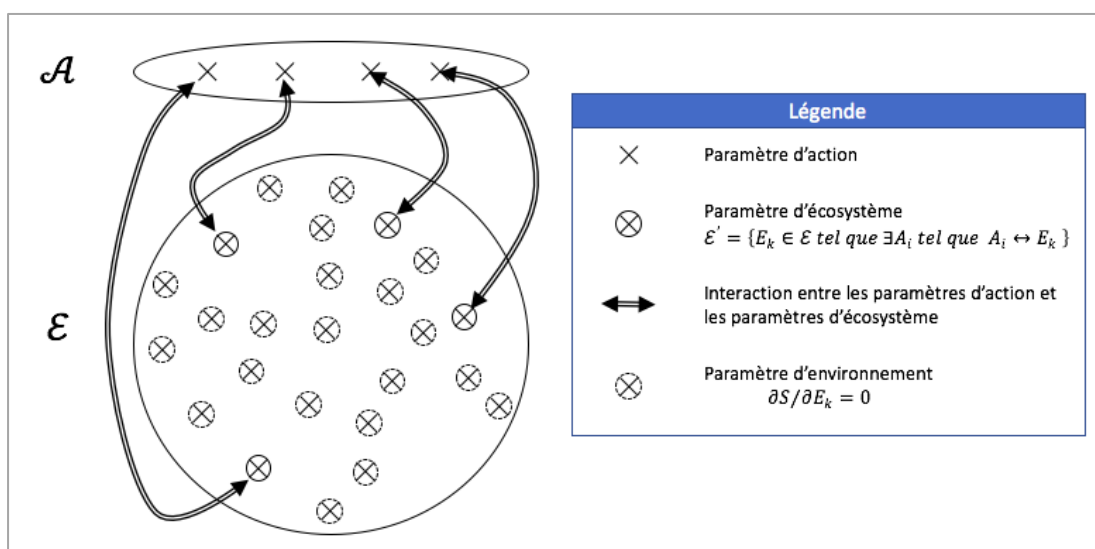 𝒜
ℰ
Légende
Paramètre d'action
Paramètre d'écosystème
ℰ' = {E_k ∈ ℰ tel que ∃A_i tel que A_i ↔ E_k }
Interaction entre les paramètres d'action et
les paramètres d'écosystème
Paramètre d'environnement
∂S/∂E_k = 0